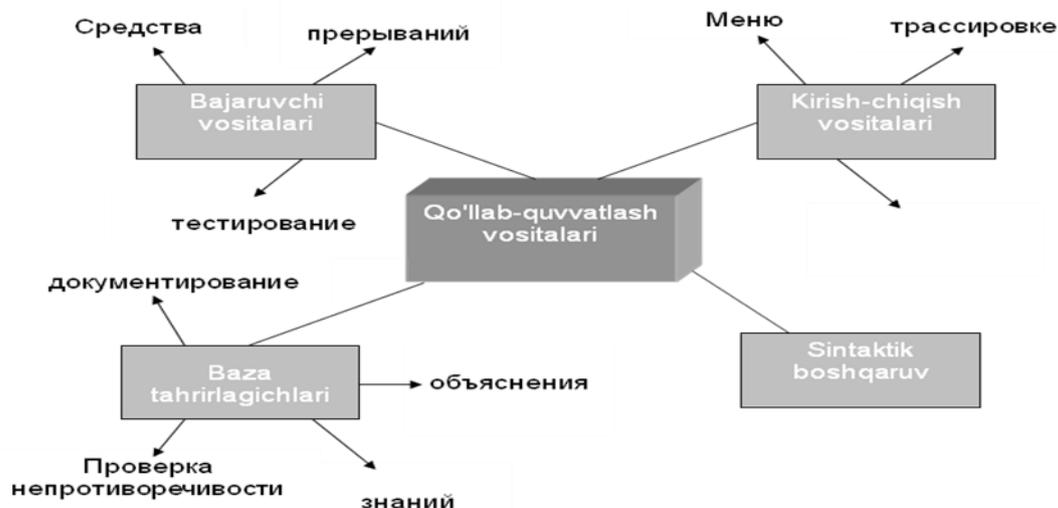 Средства
прерываний
Bajaruvchi
vositalari
тестирование
Меню
трассировке
Kirish-chiqish
vositalari
Qo'llab-quvvatlash
vositalari
документирование
Baza
tahrirlagichlari
объяснения
Проверка
непротиворечивости
знаний
Sintaktik
boshqaruv